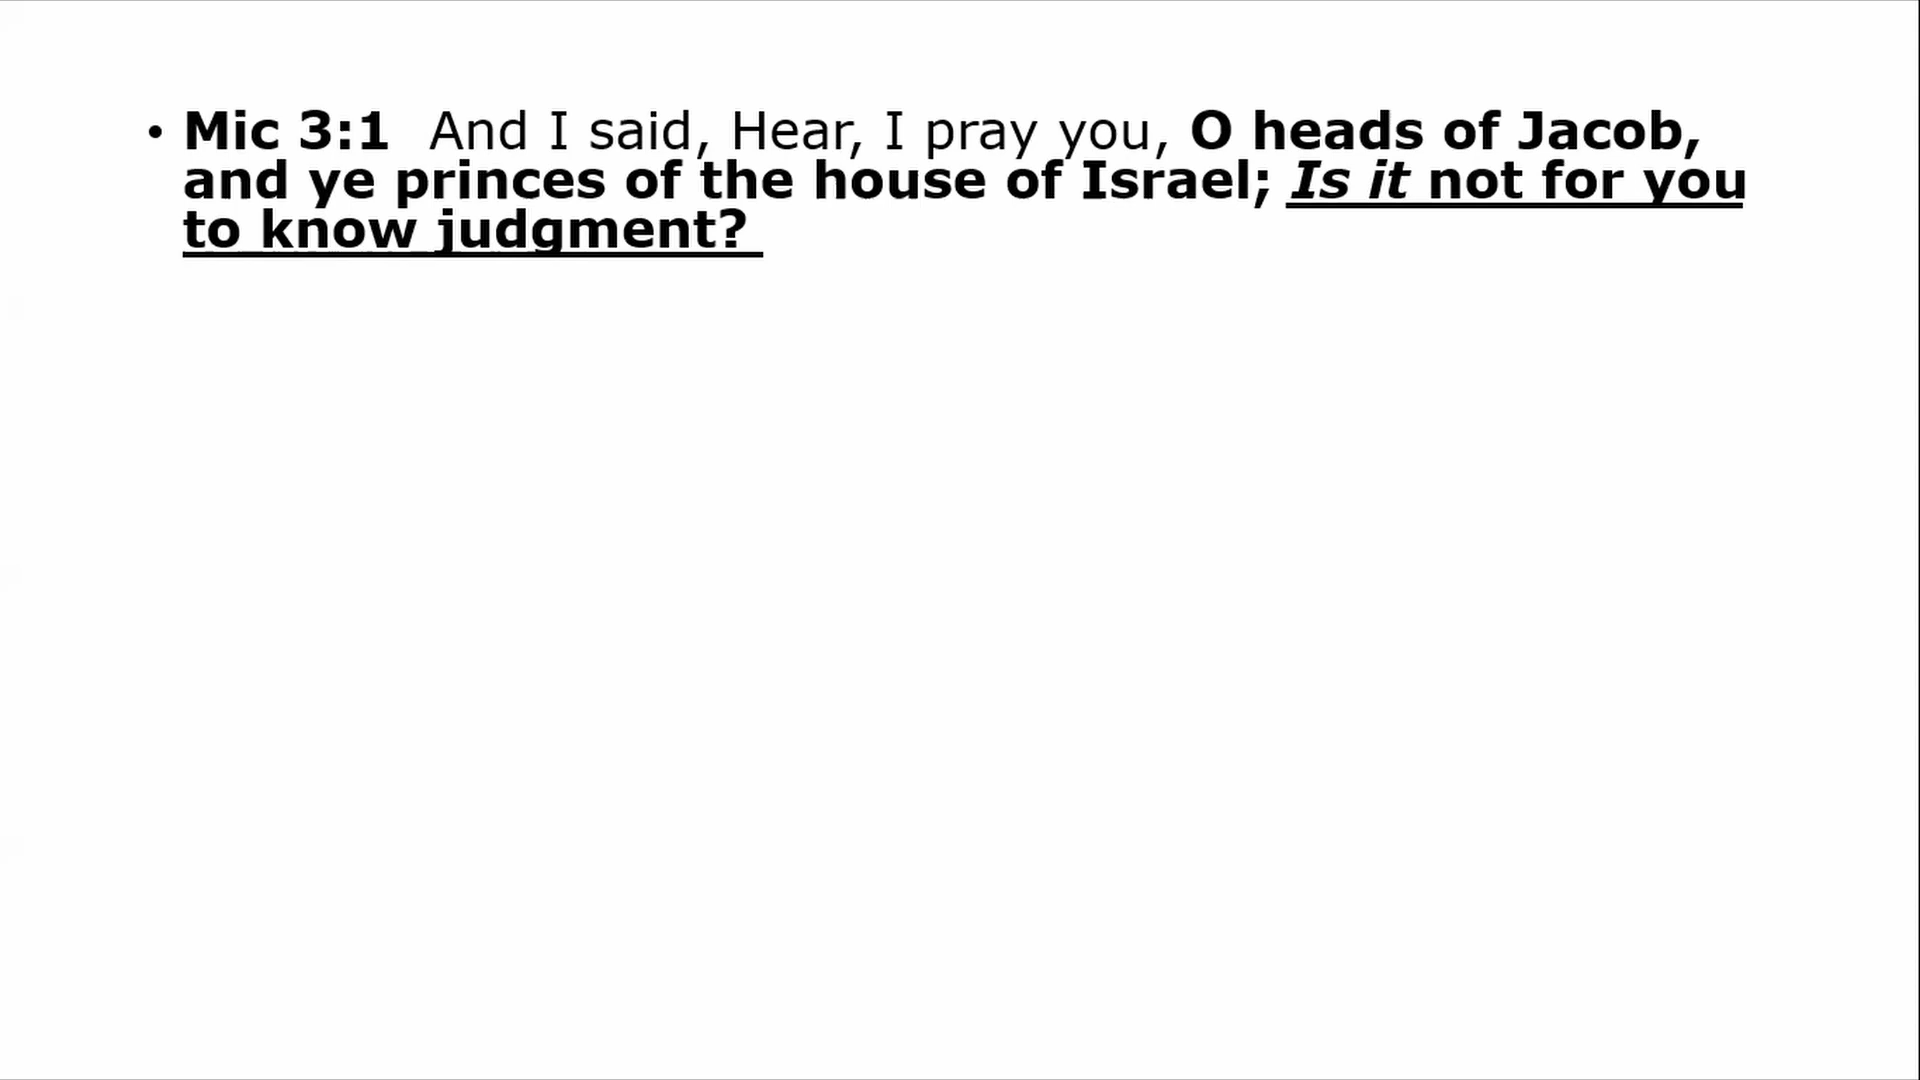 • Mic 3:1  And I said, Hear, I pray you, O heads of Jacob,
and ye princes of the house of Israel; Is it not for you
to know judgment?